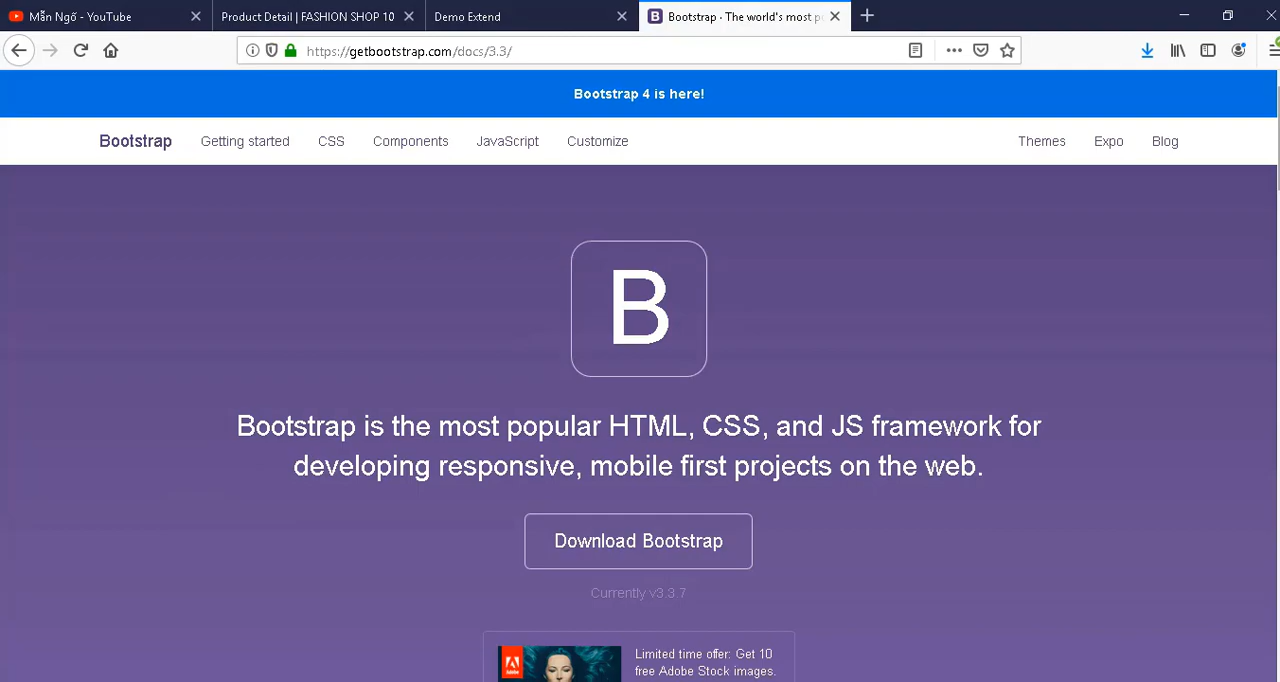 Mẫn Ngố - YouTube
Product Detail | FASHION SHOP 10
Demo Extend
B Bootstrap · The world's most p
https://getbootstrap.com/docs/3.3/
Bootstrap 4 is here!
Bootstrap Getting started CSS Components JavaScript Customize Themes Expo Blog
B
Bootstrap is the most popular HTML, CSS, and JS framework for
developing responsive, mobile first projects on the web.
Download Bootstrap
Currently v3.3.7
Limited time offer: Get 10
free Adobe Stock images.